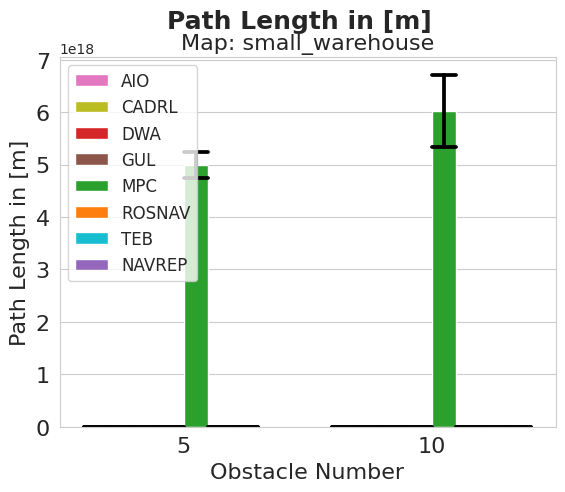 Path Length in [m]
Map: small_warehouse
1e18
7
6
5
4
3
2
1
0
Path Length in [m]
AIO
CADRL
DWA
GUL
MPC
ROSNAV
TEB
NAVREP
5
10
Obstacle Number